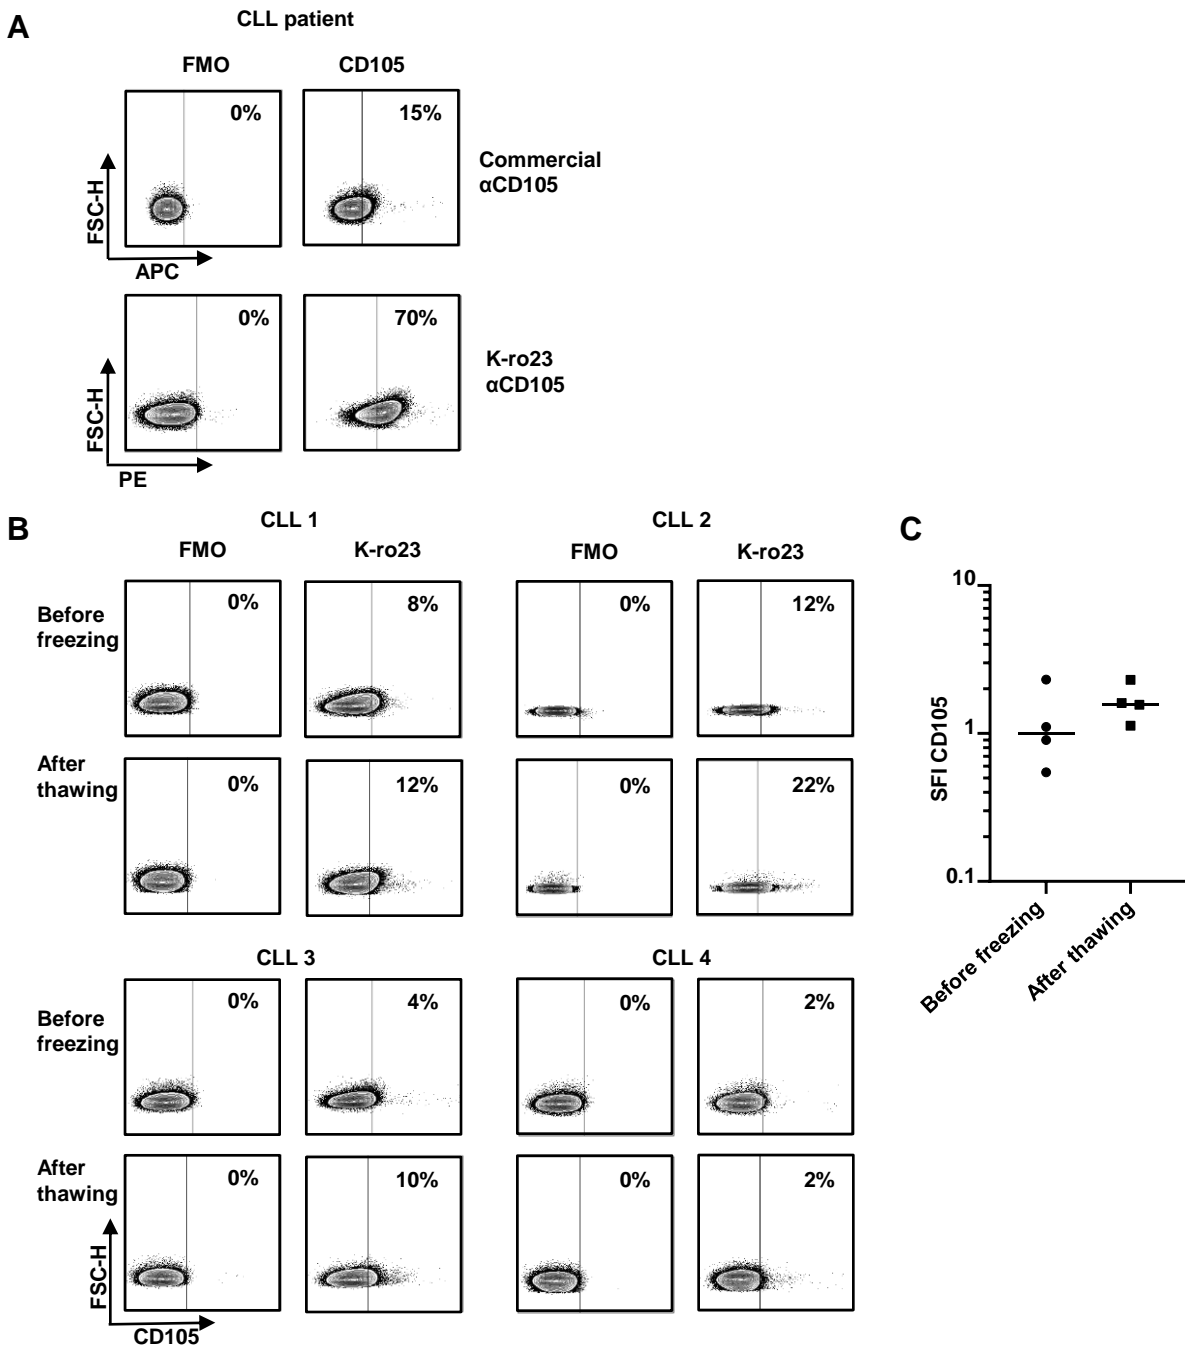 A
CLL patient
FMO
CD105
0%
15%
Commercial
αCD105
FSC-H
APC
0%
70%
K-ro23
αCD105
FSC-H
PE
B
CLL 1
CLL 2
FMO
K-ro23
FMO
K-ro23
Before
freezing
0%
8%
0%
12%
After
thawing
0%
12%
0%
22%
CLL 3
CLL 4
Before
freezing
0%
4%
0%
2%
After
thawing
0%
10%
0%
2%
FSC-H
CD105
C
10
1
0.1
SFI CD105
Before freezing
After thawing